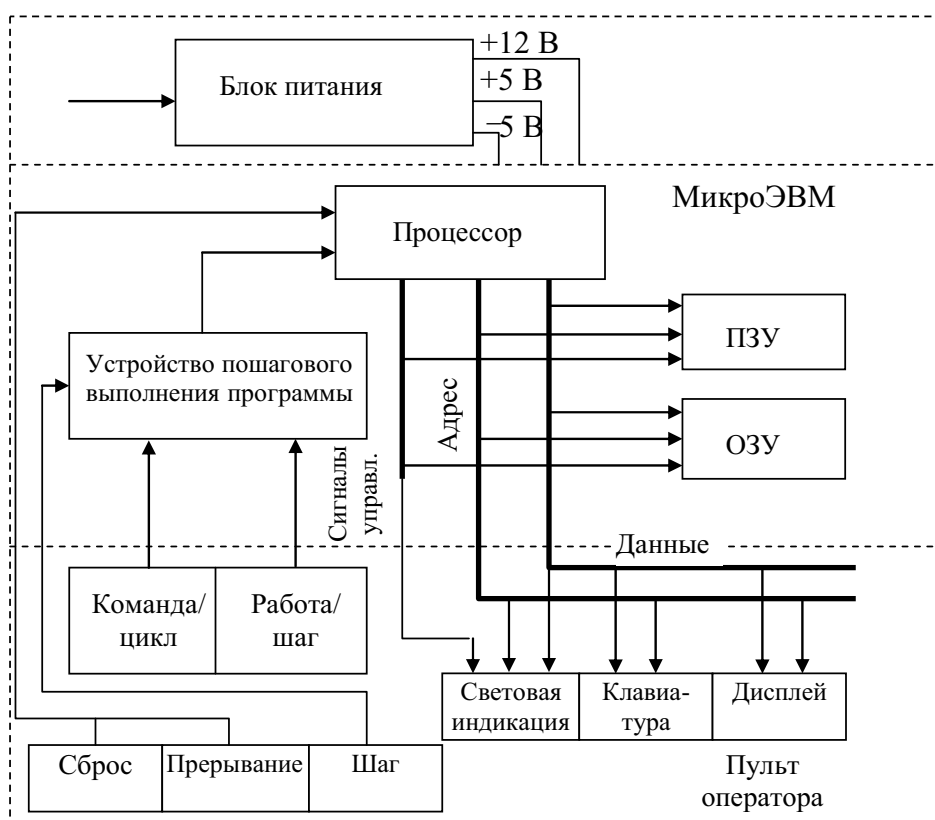 +12 В
Блок питания
+5 В
–5 В
МикроЭВМ
Процессор
ПЗУ
Устройство пошагового
выполнения программы
Адрес
ОЗУ
Сигналы
управл.
Данные
Команда/
цикл
Работа/
шаг
Световая
индикация
Клавиа-
тура
Дисплей
Сброс
Прерывание
Шаг
Пульт
оператора